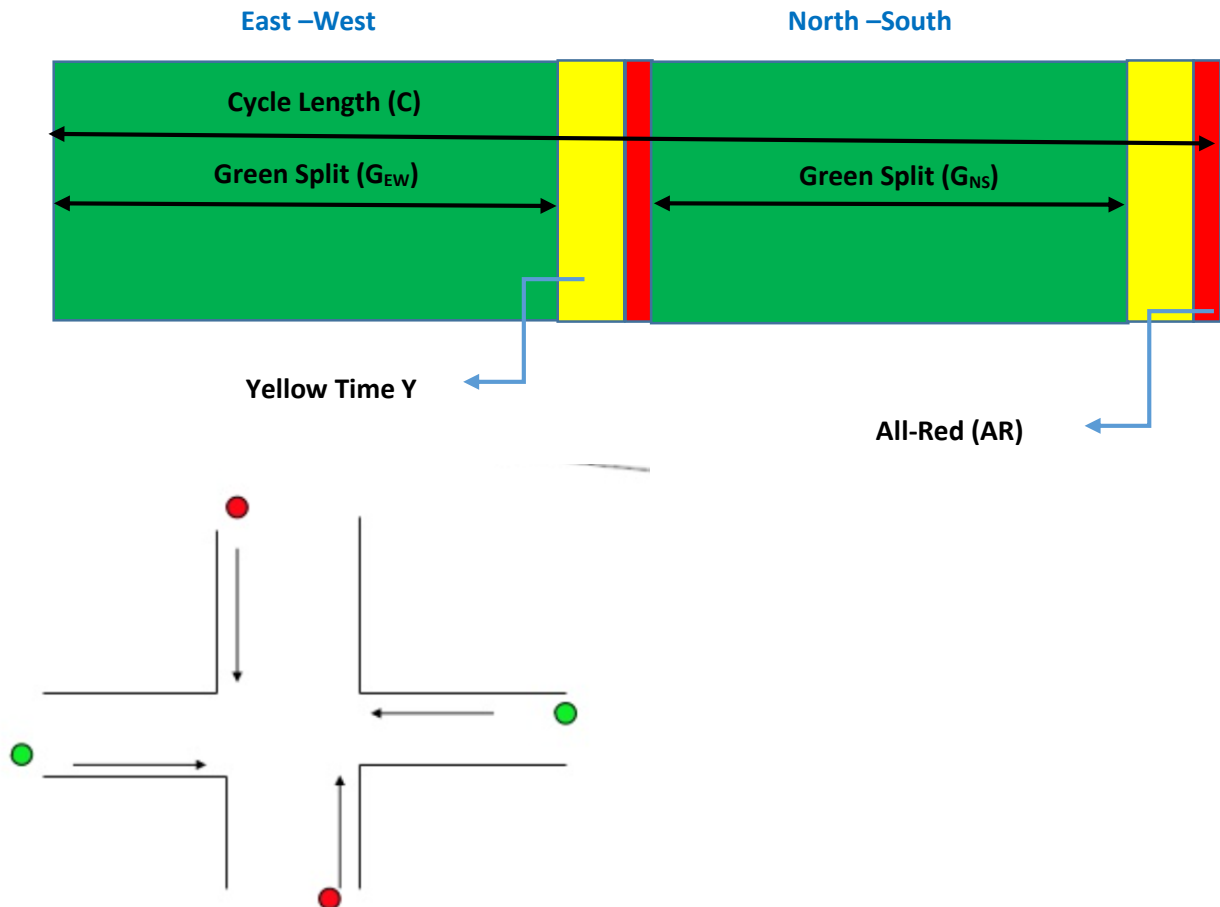 East –West
North –South
Cycle Length (C)
Green Split (GEW)
Green Split (GNS)
Yellow Time Y
All-Red (AR)